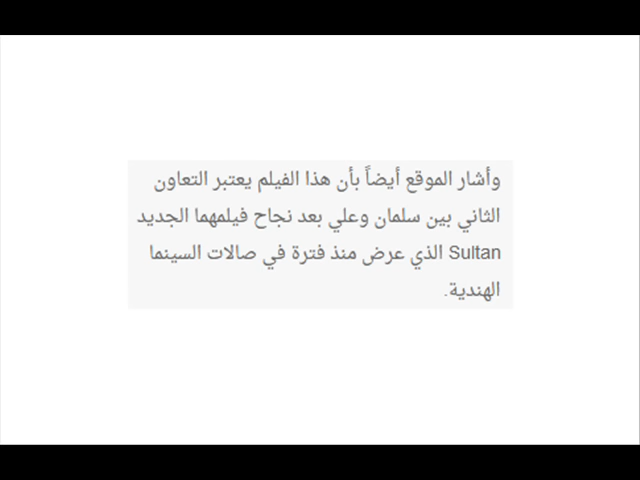 وأشار الموقع أيضاً بأن هذا الفيلم يعتبر التعاون
الثاني بين سلمان وعلي بعد نجاح فيلمهما الجديد
Sultan الذي عرض منذ فترة في صالات السينما
الهندية.